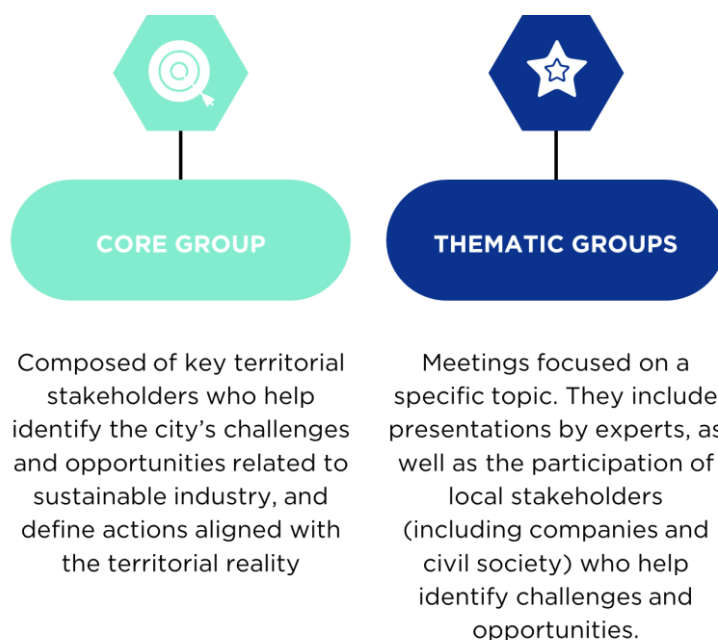 CORE GROUP
Composed of key territorial
stakeholders who help
identify the city’s challenges
and opportunities related to
sustainable industry, and
define actions aligned with
the territorial reality
THEMATIC GROUPS
Meetings focused on a
specific topic. They include
presentations by experts, as
well as the participation of
local stakeholders
(including companies and
civil society) who help
identify challenges and
opportunities.